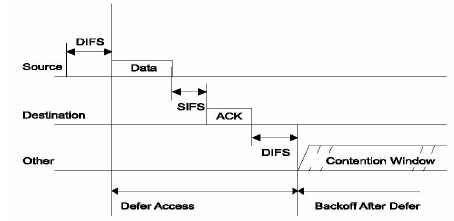 DIFS
Source
Data
SIFS
Destination
ACK
DIFS
Other
Contention Window
Defer Access
Backoff After Defer